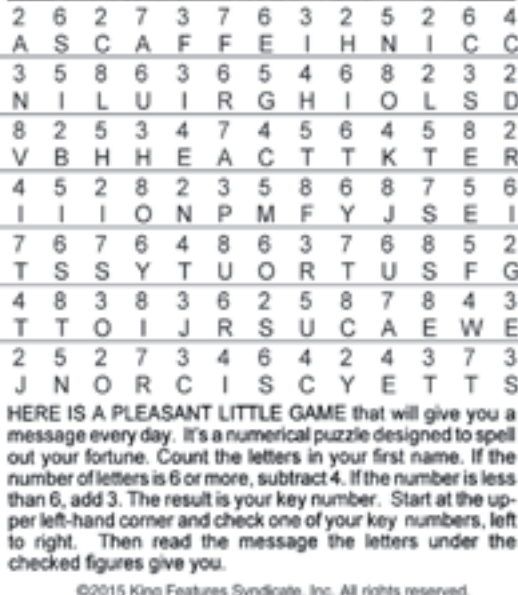 2 6 2 7 3 7 6 3 2 5 2 6 4
A S C A F F E I H N I C C
3 5 8 6 3 6 5 4 6 8 2 3 2
N I L U I R G H I O L S D
8 2 5 3 4 7 4 5 6 4 5 8 2
V B H H E A C T T K T E R
4 5 2 8 2 3 5 8 6 8 7 5 6
I I I O N P M F Y J S E I
7 6 7 6 4 8 6 3 7 6 8 5 2
T S S Y T U O R T U S F G
4 8 3 8 3 6 2 5 8 7 8 4 3
T T O I J R S U C A E W E
2 5 2 7 3 4 6 4 2 4 3 7 3
J N O R C I S C Y E T T S
HERE IS A PLEASANT LITTLE GAME that will give you a
message every day. It's a numerical puzzle designed to spell
out your fortune. Count the letters in your first name. If the
number of letters is 6 or more, subtract 4. If the number is less
than 6, add 3. The result is your key number. Start at the up-
per left-hand corner and check one of your key numbers, left
to right. Then read the message the letters under the
checked figures give you.
©2015 King Features Syndicate, Inc. All rights reserved.